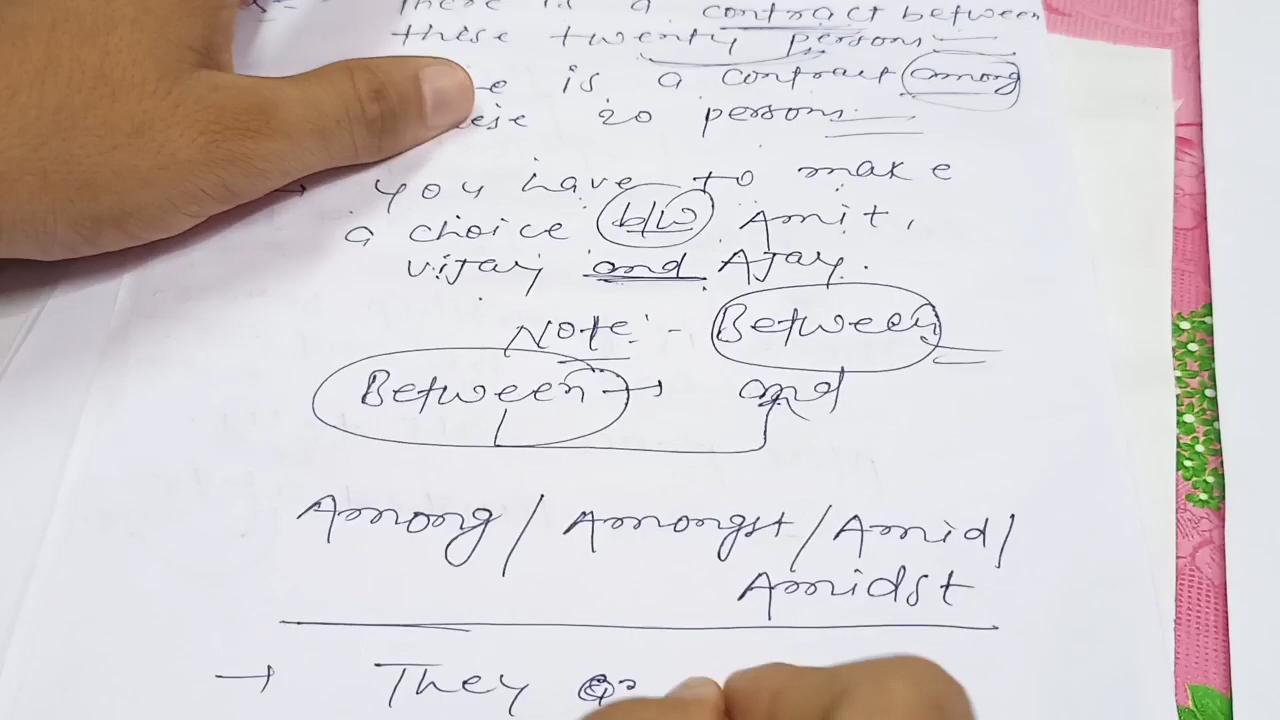 There is a contract between
these twenty persons
is a contract among
these 20 persons.
→ you have to make
a choice b/w Amit,
vijay and Ajay.
Note:- Between
Between → and
Among / Amongst / Amid /
Amidst
→ They